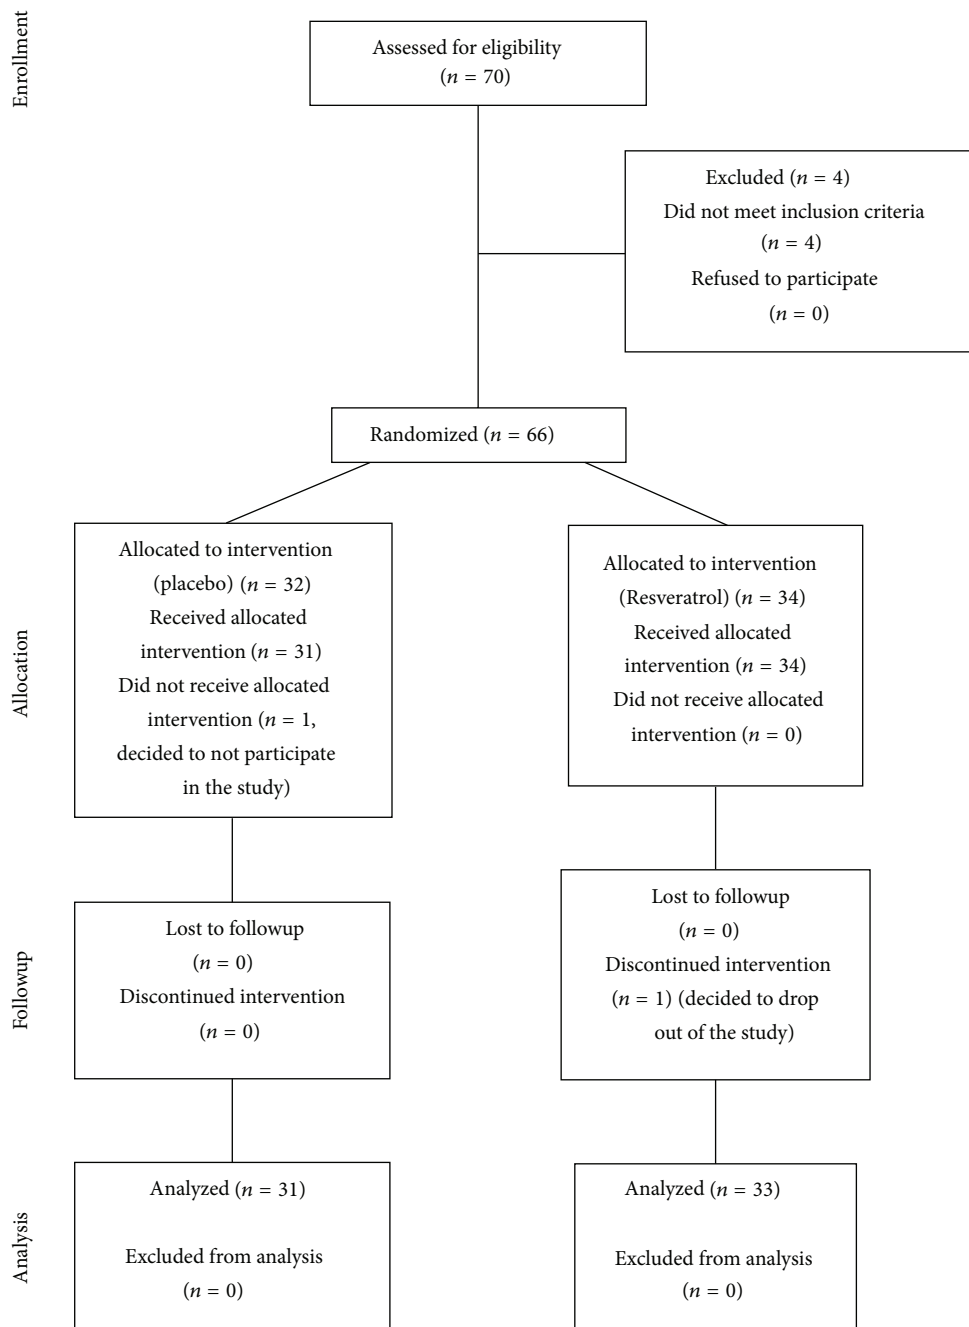 Enrollment
Assessed for eligibility
(n = 70)
Excluded (n = 4)
Did not meet inclusion criteria
(n = 4)
Refused to participate
(n = 0)
Randomized (n = 66)
Allocation
Allocated to intervention
(placebo) (n = 32)
Received allocated
intervention (n = 31)
Did not receive allocated
intervention (n = 1,
decided to not participate
in the study)
Allocated to intervention
(Resveratrol) (n = 34)
Received allocated
intervention (n = 34)
Did not receive allocated
intervention (n = 0)
Followup
Lost to followup
(n = 0)
Discontinued intervention
(n = 0)
Lost to followup
(n = 0)
Discontinued intervention
(n = 1) (decided to drop
out of the study)
Analysis
Analyzed (n = 31)
Excluded from analysis
(n = 0)
Analyzed (n = 33)
Excluded from analysis
(n = 0)